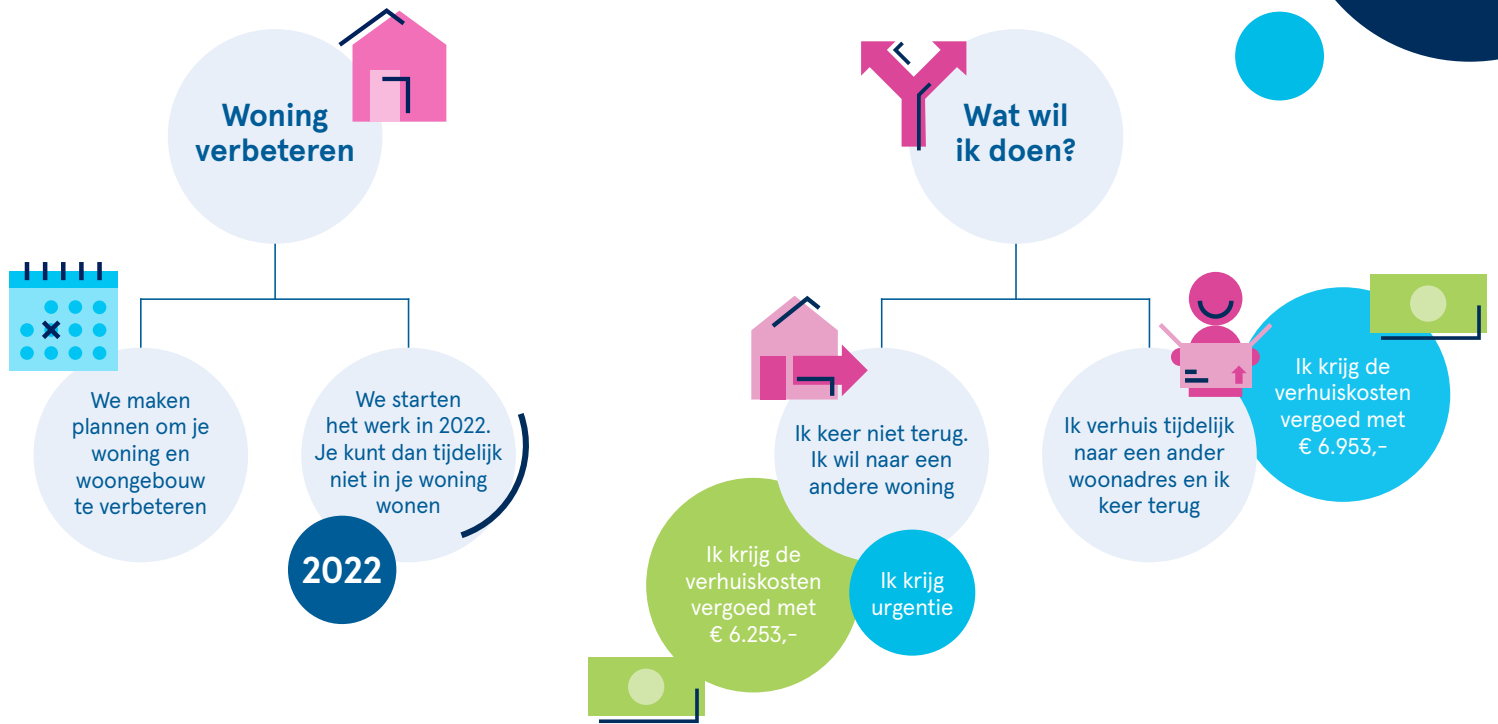 Woning
verbeteren
We maken
plannen om je
woning en
woongebouw
te verbeteren
We starten
het werk in 2022.
Je kunt dan tijdelijk
niet in je woning
wonen
2022
Wat wil
ik doen?
Ik keer niet terug.
Ik wil naar een
andere woning
Ik krijg de
verhuiskosten
vergoed met
€ 6.253,-
Ik krijg
urgentie
Ik verhuis tijdelijk
naar een ander
woonadres en ik
keer terug
Ik krijg de
verhuiskosten
vergoed met
€ 6.953,-